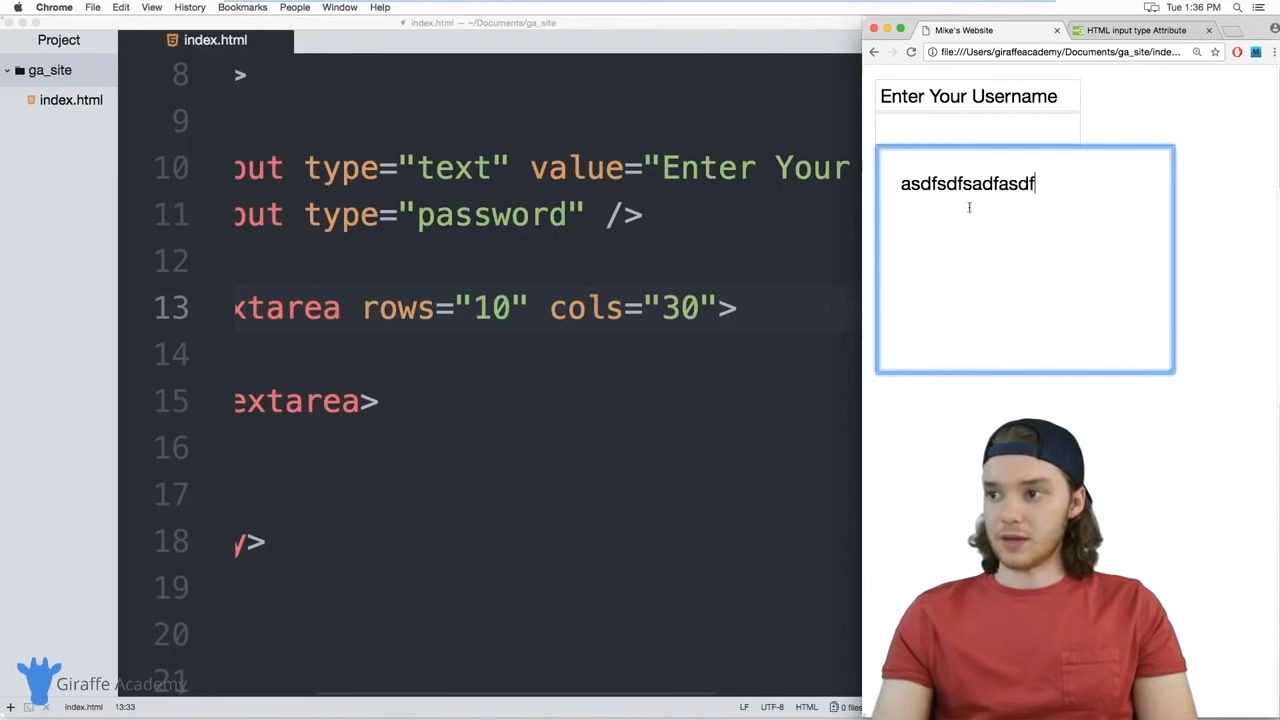 Chrome File Edit View History Bookmarks People Window Help Tue 1:36 PM
index.html — ~/Documents/ga_site
Project
index.html
ga_site
index.html
Mike's Website
HTML input type Attribute
file:///Users/giraffeacademy/Documents/ga_site/inde...
8 >
9
10 put type="text" value="Enter Your
11 put type="password" />
12
13 xtarea rows="10" cols="30">
14
15 extarea>
16
17
18 y>
19
20
21
Enter Your Username
asdfsdfsadfasdf
Giraffe Academy
index.html 13:33 LF UTF-8 HTML 0 files